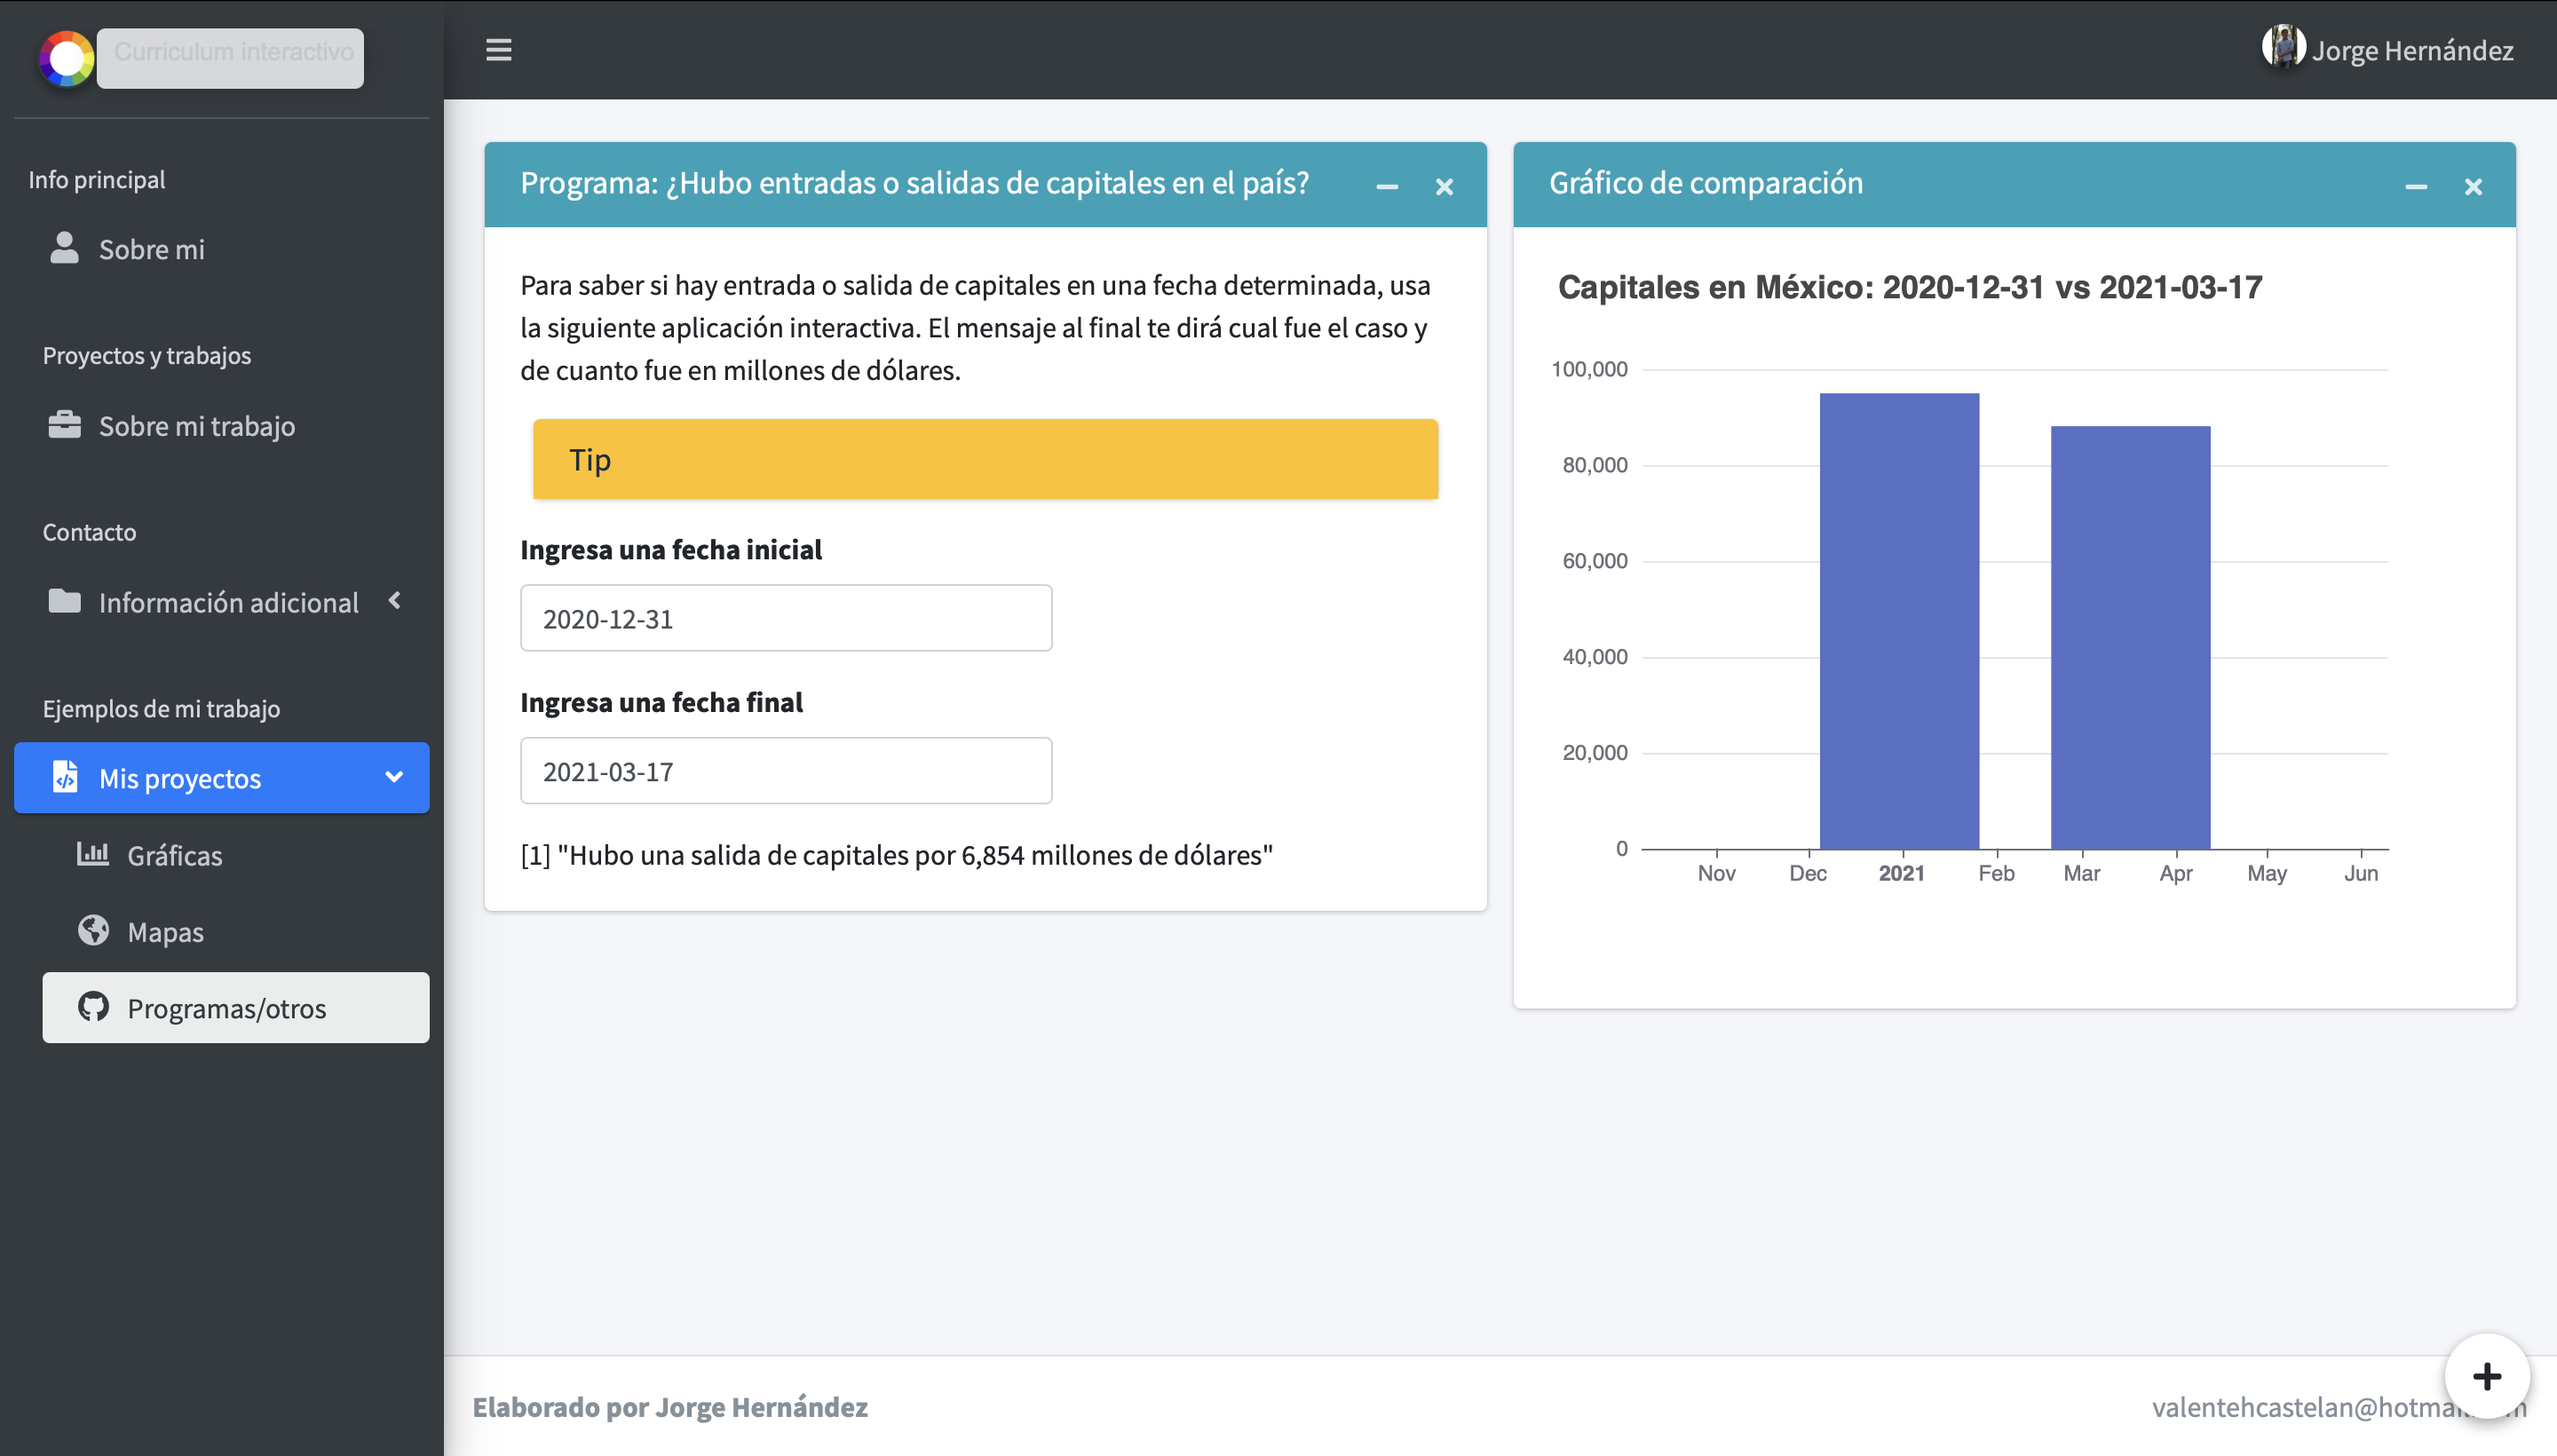 Curriculum interactivo
Jorge Hernández
Info principal
Sobre mi
Proyectos y trabajos
Sobre mi trabajo
Contacto
Información adicional
Ejemplos de mi trabajo
Mis proyectos
Gráficas
Mapas
Programas/otros
Programa: ¿Hubo entradas o salidas de capitales en el país?
Para saber si hay entrada o salida de capitales en una fecha determinada, usa
la siguiente aplicación interactiva. El mensaje al final te dirá cual fue el caso y
de cuanto fue en millones de dólares.
Tip
Ingresa una fecha inicial
2020-12-31
Ingresa una fecha final
2021-03-17
[1] "Hubo una salida de capitales por 6,854 millones de dólares"
Gráfico de comparación
Capitales en México: 2020-12-31 vs 2021-03-17
100,000
80,000
60,000
40,000
20,000
0
Nov Dec 2021 Feb Mar Apr May Jun
Elaborado por Jorge Hernández